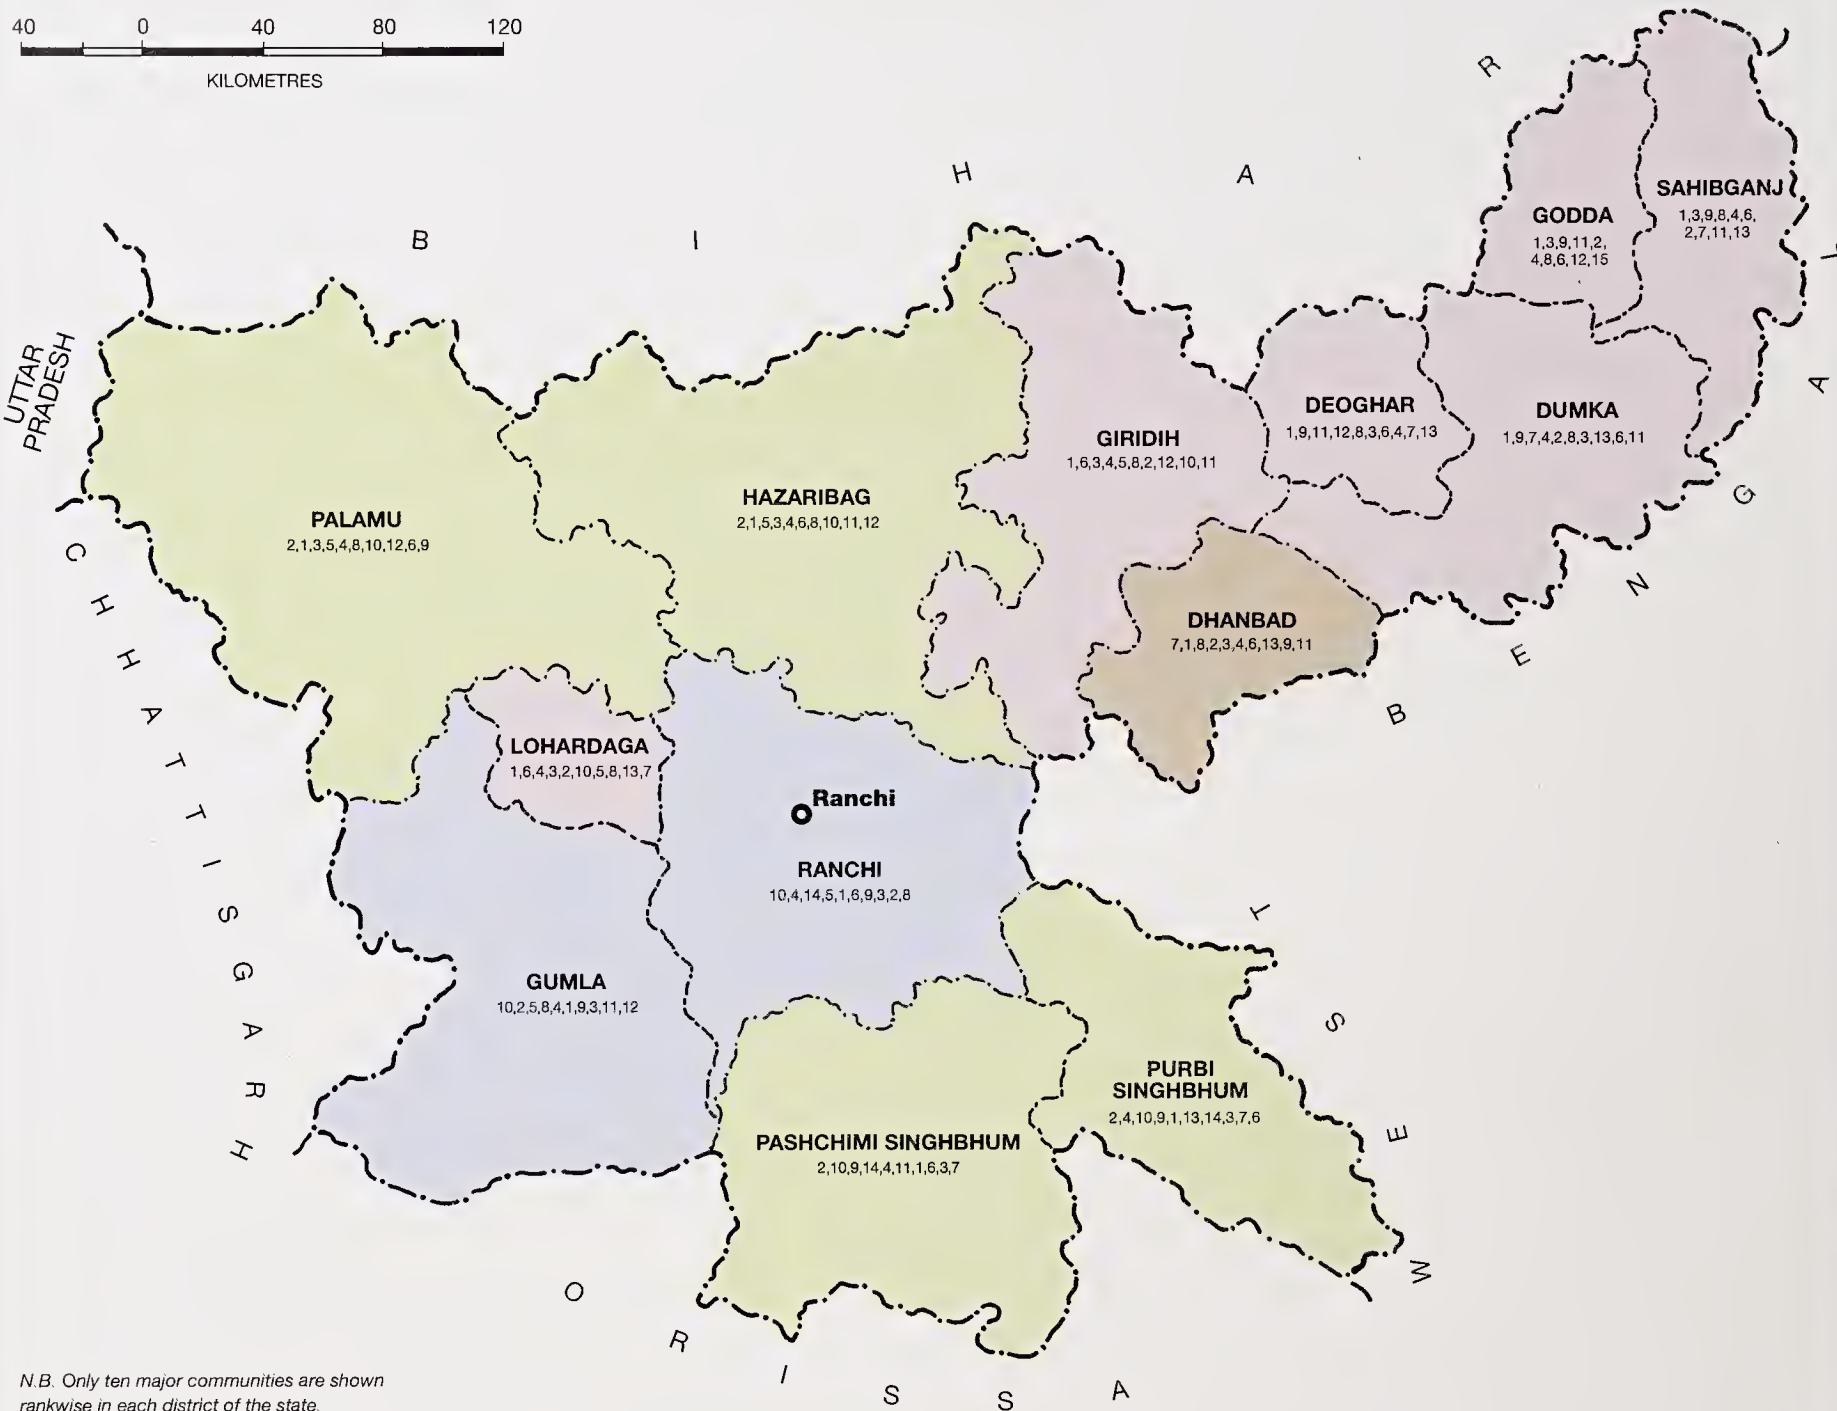 40 0 40 80 120
KILOMETRES
B I H A R
UTTAR
PRADESH
CHHATTISGARH
ORISSA
WEST BENGAL
SAHIBGANJ
1,3,9,8,4,6,
2,7,11,13
GODDA
1,3,9,11,2,
4,8,6,12,15
DEOGHAR
1,9,11,12,8,3,6,4,7,13
DUMKA
1,9,7,4,2,8,3,13,6,11
GIRIDIH
1,6,3,4,5,8,2,12,10,11
HAZARIBAG
2,1,5,3,4,6,8,10,11,12
PALAMU
2,1,3,5,4,8,10,12,6,9
DHANBAD
7,1,8,2,3,4,6,13,9,11
LOHARDAGA
1,6,4,3,2,10,5,8,13,7
Ranchi
RANCHI
10,4,14,5,1,6,9,3,2,8
GUMLA
10,2,5,8,4,1,9,3,11,12
PURBI
SINGHBHUM
2,4,10,9,1,13,14,3,7,6
PASHCHIMI SINGHBHUM
2,10,9,14,4,11,1,6,3,7
N.B. Only ten major communities are shown
rankwise in each district of the state.